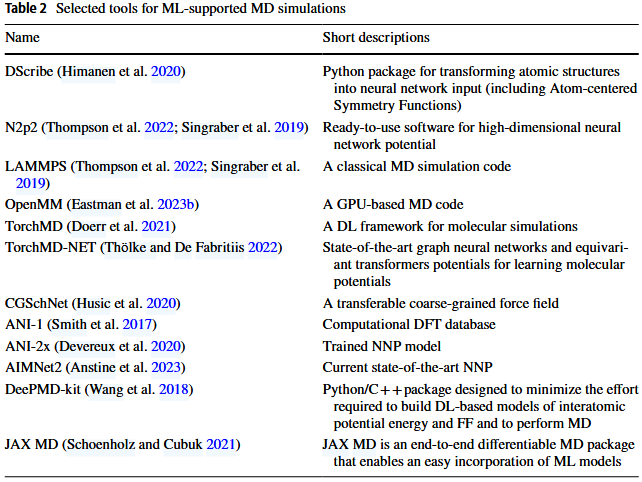 Table 2 Selected tools for ML-supported MD simulations
Name Short descriptions
DScribe (Himanen et al. 2020) Python package for transforming atomic structures
into neural network input (including Atom-centered
Symmetry Functions)
N2p2 (Thompson et al. 2022; Singraber et al. 2019) Ready-to-use software for high-dimensional neural
network potential
LAMMPS (Thompson et al. 2022; Singraber et al. A classical MD simulation code
2019)
OpenMM (Eastman et al. 2023b) A GPU-based MD code
TorchMD (Doerr et al. 2021) A DL framework for molecular simulations
TorchMD-NET (Thölke and De Fabritiis 2022) State-of-the-art graph neural networks and equivari-
ant transformers potentials for learning molecular
potentials
CGSchNet (Husic et al. 2020) A transferable coarse-grained force field
ANI-1 (Smith et al. 2017) Computational DFT database
ANI-2x (Devereux et al. 2020) Trained NNP model
AIMNet2 (Anstine et al. 2023) Current state-of-the-art NNP
DeePMD-kit (Wang et al. 2018) Python/C++package designed to minimize the effort
required to build DL-based models of interatomic
potential energy and FF and to perform MD
JAX MD (Schoenholz and Cubuk 2021) JAX MD is an end-to-end differentiable MD package
that enables an easy incorporation of ML models